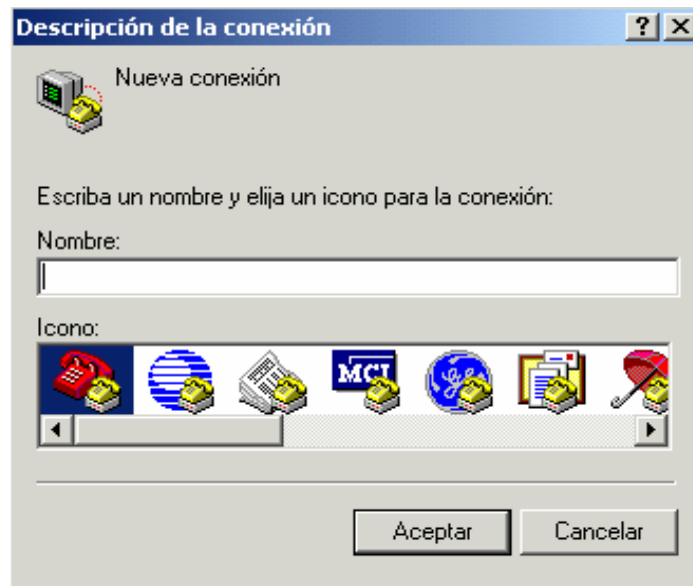 Descripción de la conexión
Nueva conexión
Escriba un nombre y elija un icono para la conexión:
Nombre:
Icono:
MCI
Aceptar
Cancelar